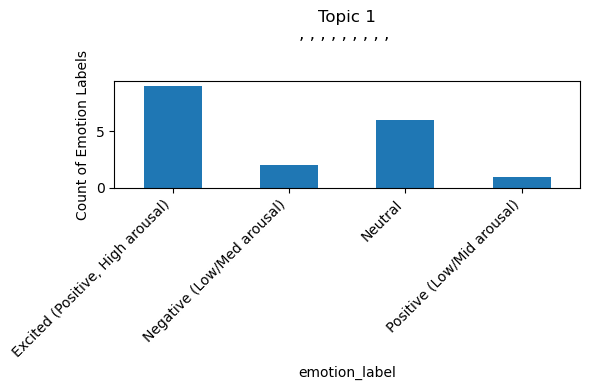 Topic 1
, , , , , , , , ,
Count of Emotion Labels
5
0
Excited (Positive, High arousal)
Negative (Low/Med arousal)
Neutral
Positive (Low/Mid arousal)
emotion_label